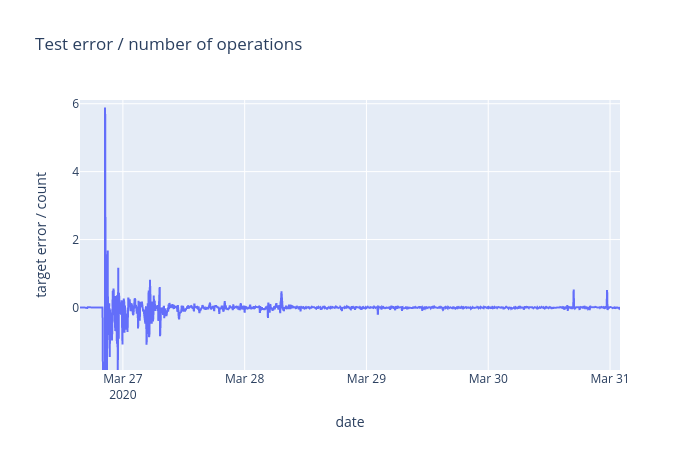 Test error / number of operations
6
4
2
0
target error / count
Mar 27
2020
Mar 28
Mar 29
Mar 30
Mar 31
date